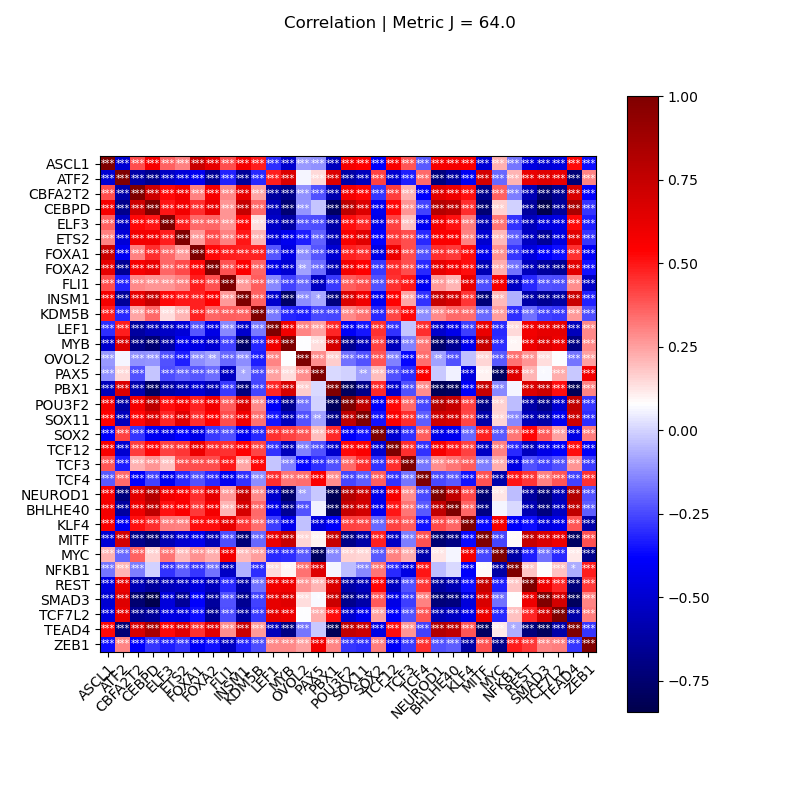 Correlation | Metric J = 64.0
ASCL1
ATF2
CBFA2T2
CEBPD
ELF3
ETS2
FOXA1
FOXA2
FLI1
INSM1
KDM5B
LEF1
MYB
OVOL2
PAX5
PBX1
POU3F2
SOX11
SOX2
TCF12
TCF3
TCF4
NEUROD1
BHLHE40
KLF4
MITF
MYC
NFKB1
REST
SMAD3
TCF7L2
TEAD4
ZEB1
ASCL1
ATF2
CBFA2T2
CEBPD
ELF3
ETS2
FOXA1
FOXA2
FLI1
INSM1
KDM5B
LEF1
MYB
OVOL2
PAX5
PBX1
POU3F2
SOX11
SOX2
TCF12
TCF3
TCF4
NEUROD1
BHLHE40
KLF4
MITF
MYC
NFKB1
REST
SMAD3
TCF7L2
TEAD4
ZEB1
1.00
0.75
0.50
0.25
0.00
−0.25
−0.50
−0.75